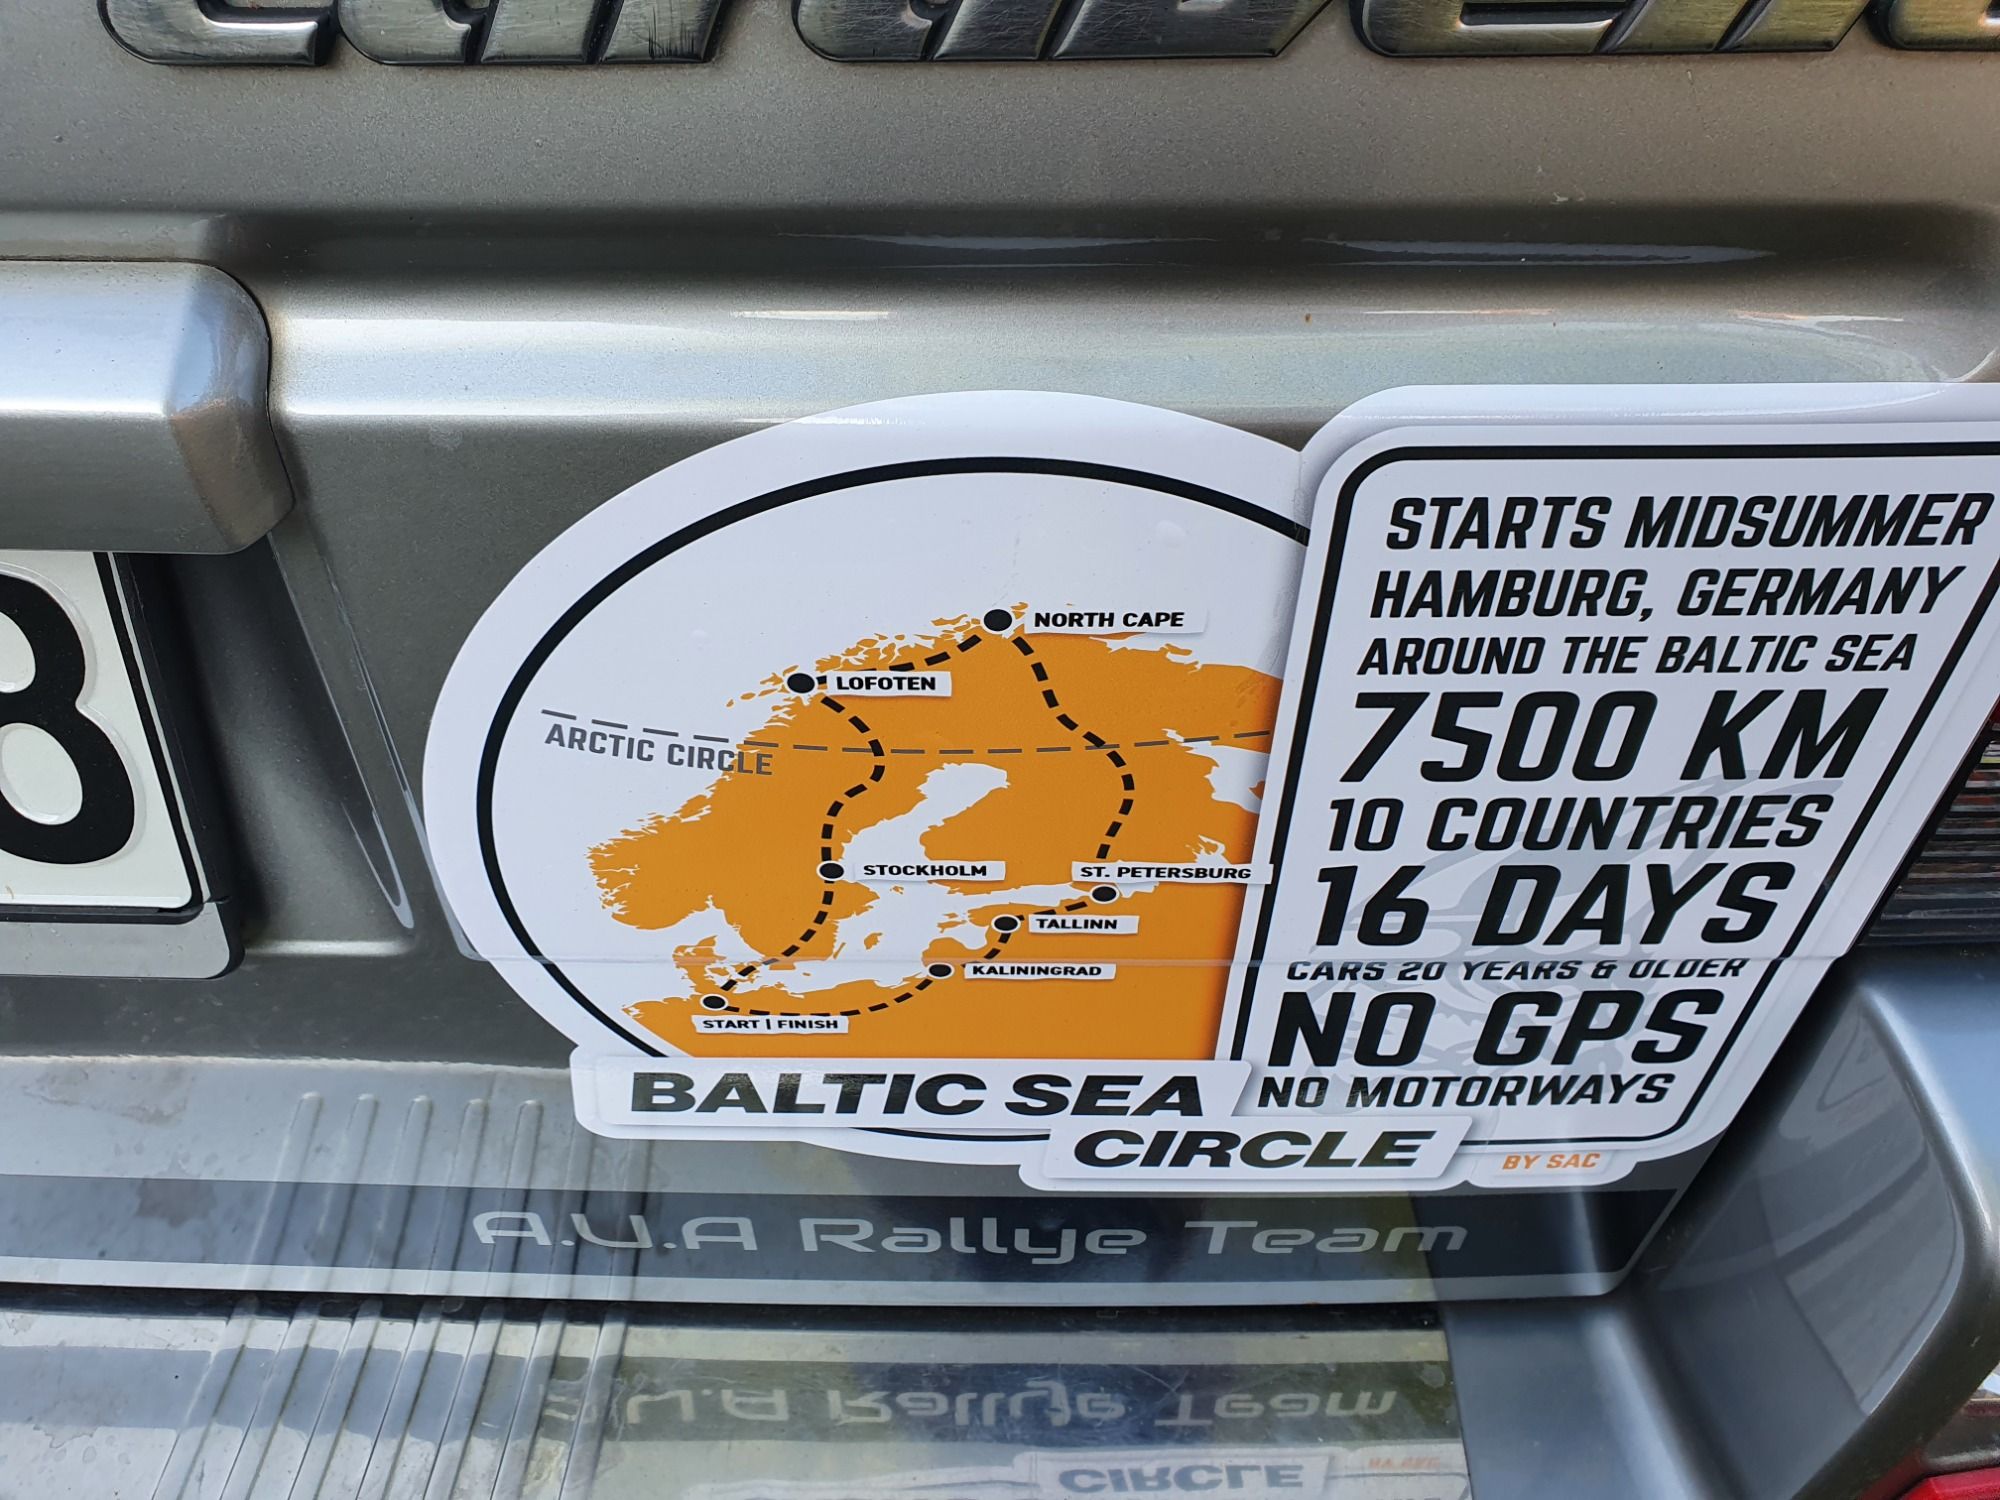 8
NORTH CAPE
LOFOTEN
ARCTIC CIRCLE
STOCKHOLM
ST. PETERSBURG
TALLINN
KALININGRAD
START | FINISH
STARTS MIDSUMMER
HAMBURG, GERMANY
AROUND THE BALTIC SEA
7500 KM
10 COUNTRIES
16 DAYS
CARS 20 YEARS & OLDER
NO GPS
NO MOTORWAYS
BALTIC SEA
CIRCLE
BY SAC
A.U.A Rallye Team